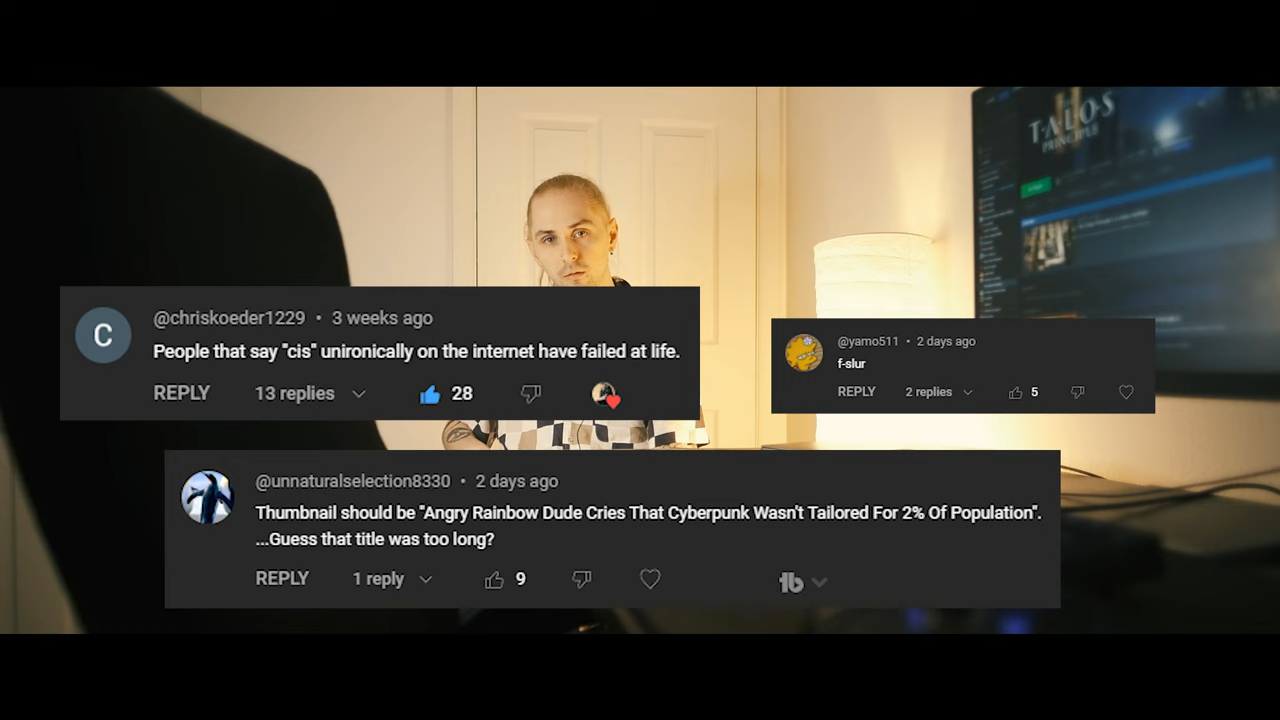 TALOS
PRINCIPLE
C
@chriskoeder1229 • 3 weeks ago
People that say "cis" unironically on the internet have failed at life.
REPLY 13 replies 28
@yamo511 • 2 days ago
f-slur
REPLY 2 replies 5
@unnaturalselection8330 • 2 days ago
Thumbnail should be "Angry Rainbow Dude Cries That Cyberpunk Wasn't Tailored For 2% Of Population".
...Guess that title was too long?
REPLY 1 reply 9
tb